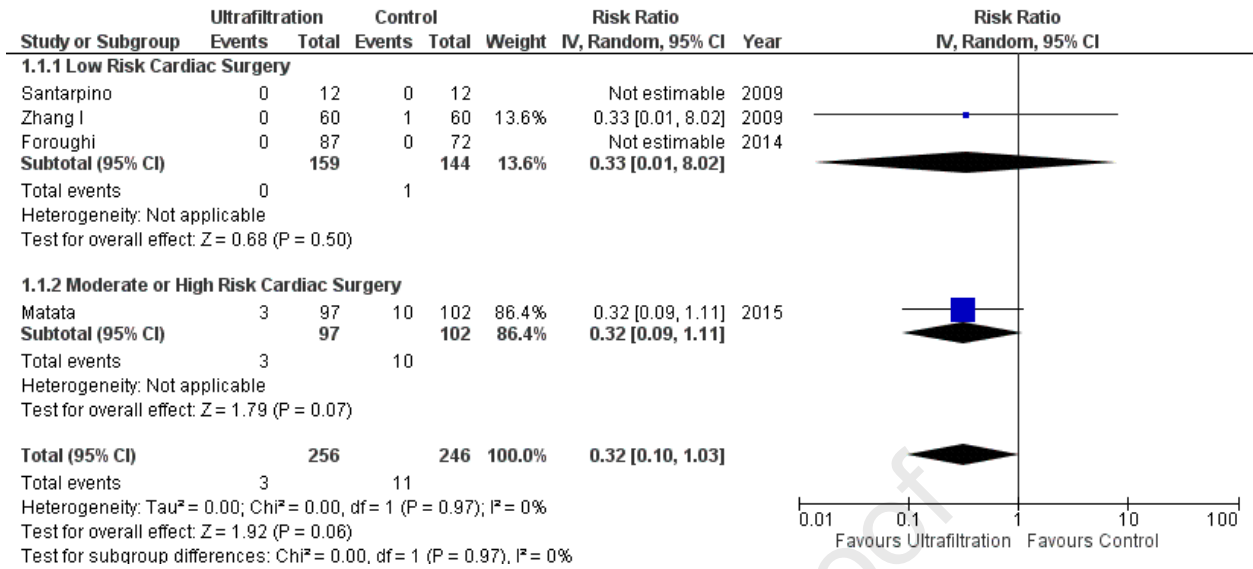 Ultrafiltration Control Risk Ratio Risk Ratio
Study or Subgroup Events Total Events Total Weight IV, Random, 95% CI Year IV, Random, 95% CI
1.1.1 Low Risk Cardiac Surgery
Santarpino 0 12 0 12 Not estimable 2009
Zhang l 0 60 1 60 13.6% 0.33 [0.01, 8.02] 2009
Foroughi 0 87 0 72 Not estimable 2014
Subtotal (95% CI) 159 144 13.6% 0.33 [0.01, 8.02]
Total events 0 1
Heterogeneity: Not applicable
Test for overall effect: Z = 0.68 (P = 0.50)
1.1.2 Moderate or High Risk Cardiac Surgery
Matata 3 97 10 102 86.4% 0.32 [0.09, 1.11] 2015
Subtotal (95% CI) 97 102 86.4% 0.32 [0.09, 1.11]
Total events 3 10
Heterogeneity: Not applicable
Test for overall effect: Z = 1.79 (P = 0.07)
Total (95% CI) 256 246 100.0% 0.32 [0.10, 1.03]
Total events 3 11
Heterogeneity: Tau² = 0.00; Chi² = 0.00, df = 1 (P = 0.97); I² = 0%
Test for overall effect: Z = 1.92 (P = 0.06)
Test for subgroup differences: Chi² = 0.00, df = 1 (P = 0.97), I² = 0%
0.01 0.1 1 10 100
Favours Ultrafiltration Favours Control